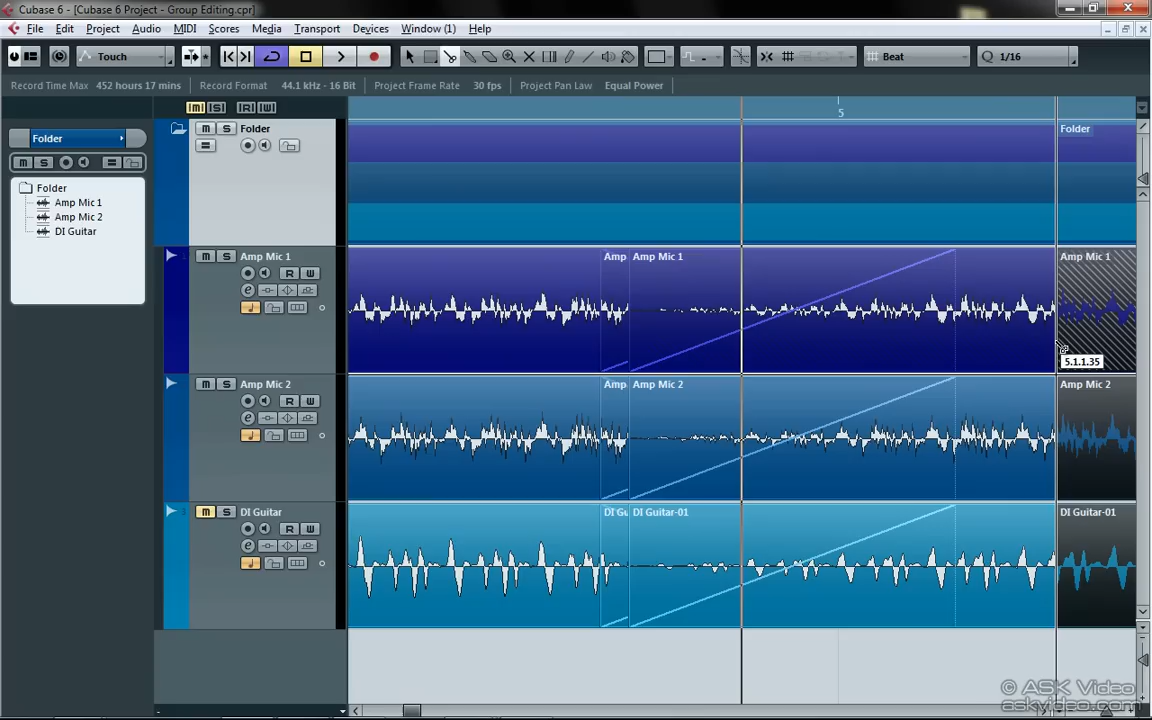 Cubase 6 - [Cubase 6 Project - Group Editing.cpr]
File Edit Project Audio MIDI Scores Media Transport Devices Window (1) Help
Touch Beat Q 1/16
Record Time Max 452 hours 17 mins Record Format 44.1 kHz - 16 Bit Project Frame Rate 30 fps Project Pan Law Equal Power
M S R W
5
Folder
m S Folder
Folder
m S
Folder
Amp Mic 1
Amp Mic 2
DI Guitar
m S Amp Mic 1
R W
e
Amp Amp Mic 1
Amp Mic 1
5.1.1.35
m S Amp Mic 2
R W
e
Amp Amp Mic 2
Amp Mic 2
3 m S DI Guitar
R W
e
DI Gu DI Guitar-01
DI Guitar-01
© ASK Video
askvideo.com